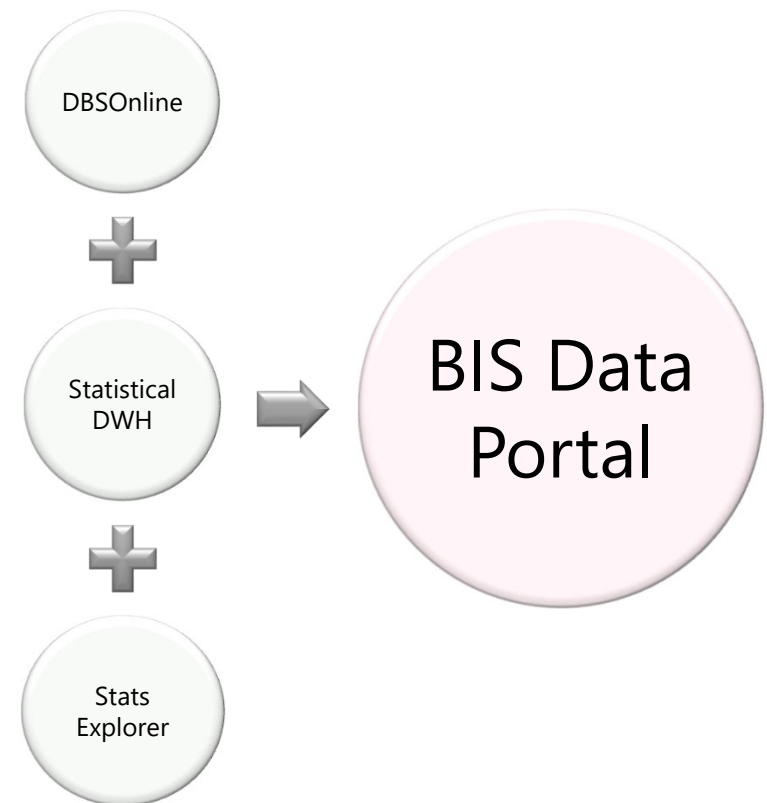 DBSOnline
Statistical
DWH
BIS Data
Portal
Stats
Explorer